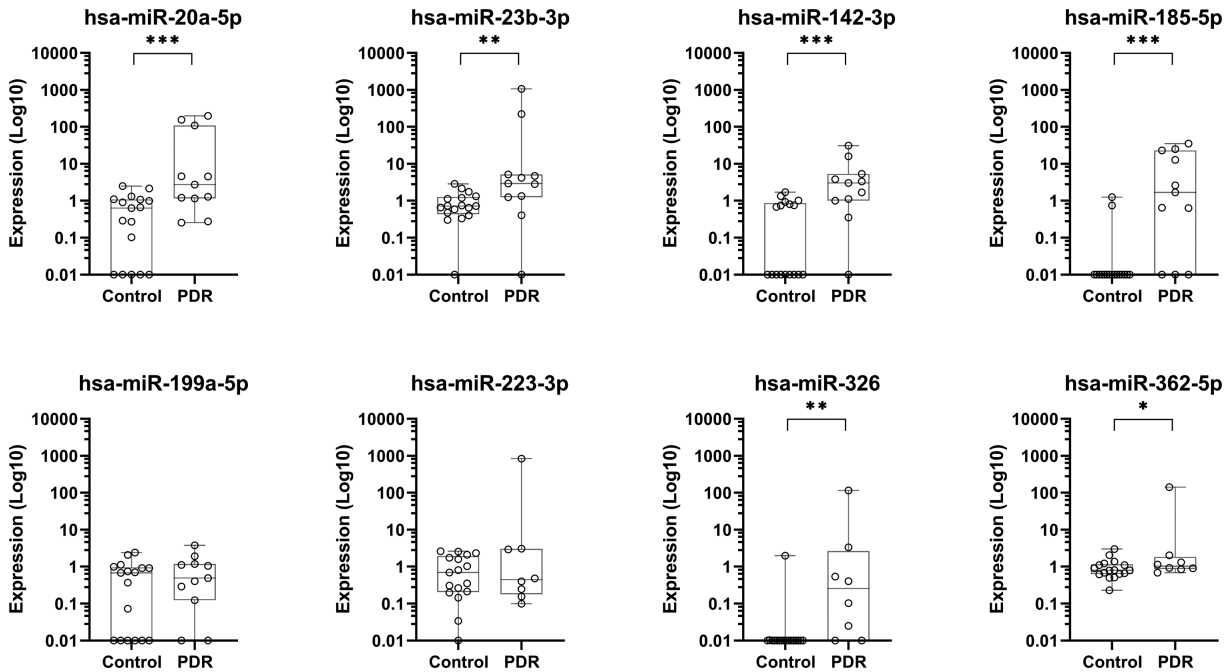 hsa-miR-20a-5p
***
Expression (Log10)
10000
1000
100
10
1
0.1
0.01
Control PDR
hsa-miR-23b-3p
**
Expression (Log10)
10000
1000
100
10
1
0.1
0.01
Control PDR
hsa-miR-142-3p
***
Expression (Log10)
10000
1000
100
10
1
0.1
0.01
Control PDR
hsa-miR-185-5p
***
Expression (Log10)
10000
1000
100
10
1
0.1
0.01
Control PDR
hsa-miR-199a-5p
Expression (Log10)
10000
1000
100
10
1
0.1
0.01
Control PDR
hsa-miR-223-3p
Expression (Log10)
10000
1000
100
10
1
0.1
0.01
Control PDR
hsa-miR-326
**
Expression (Log10)
10000
1000
100
10
1
0.1
0.01
Control PDR
hsa-miR-362-5p
*
Expression (Log10)
10000
1000
100
10
1
0.1
0.01
Control PDR